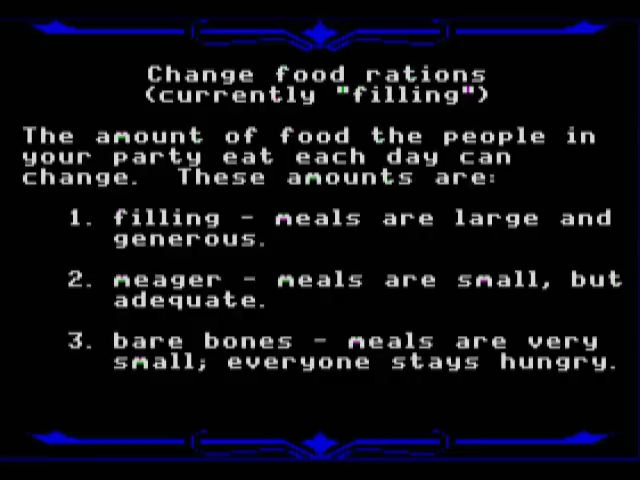 Change food rations
(currently "filling")
The amount of food the people in
your party eat each day can
change. These amounts are:
1. filling - meals are large and
generous.
2. meager - meals are small, but
adequate.
3. bare bones - meals are very
small; everyone stays hungry.